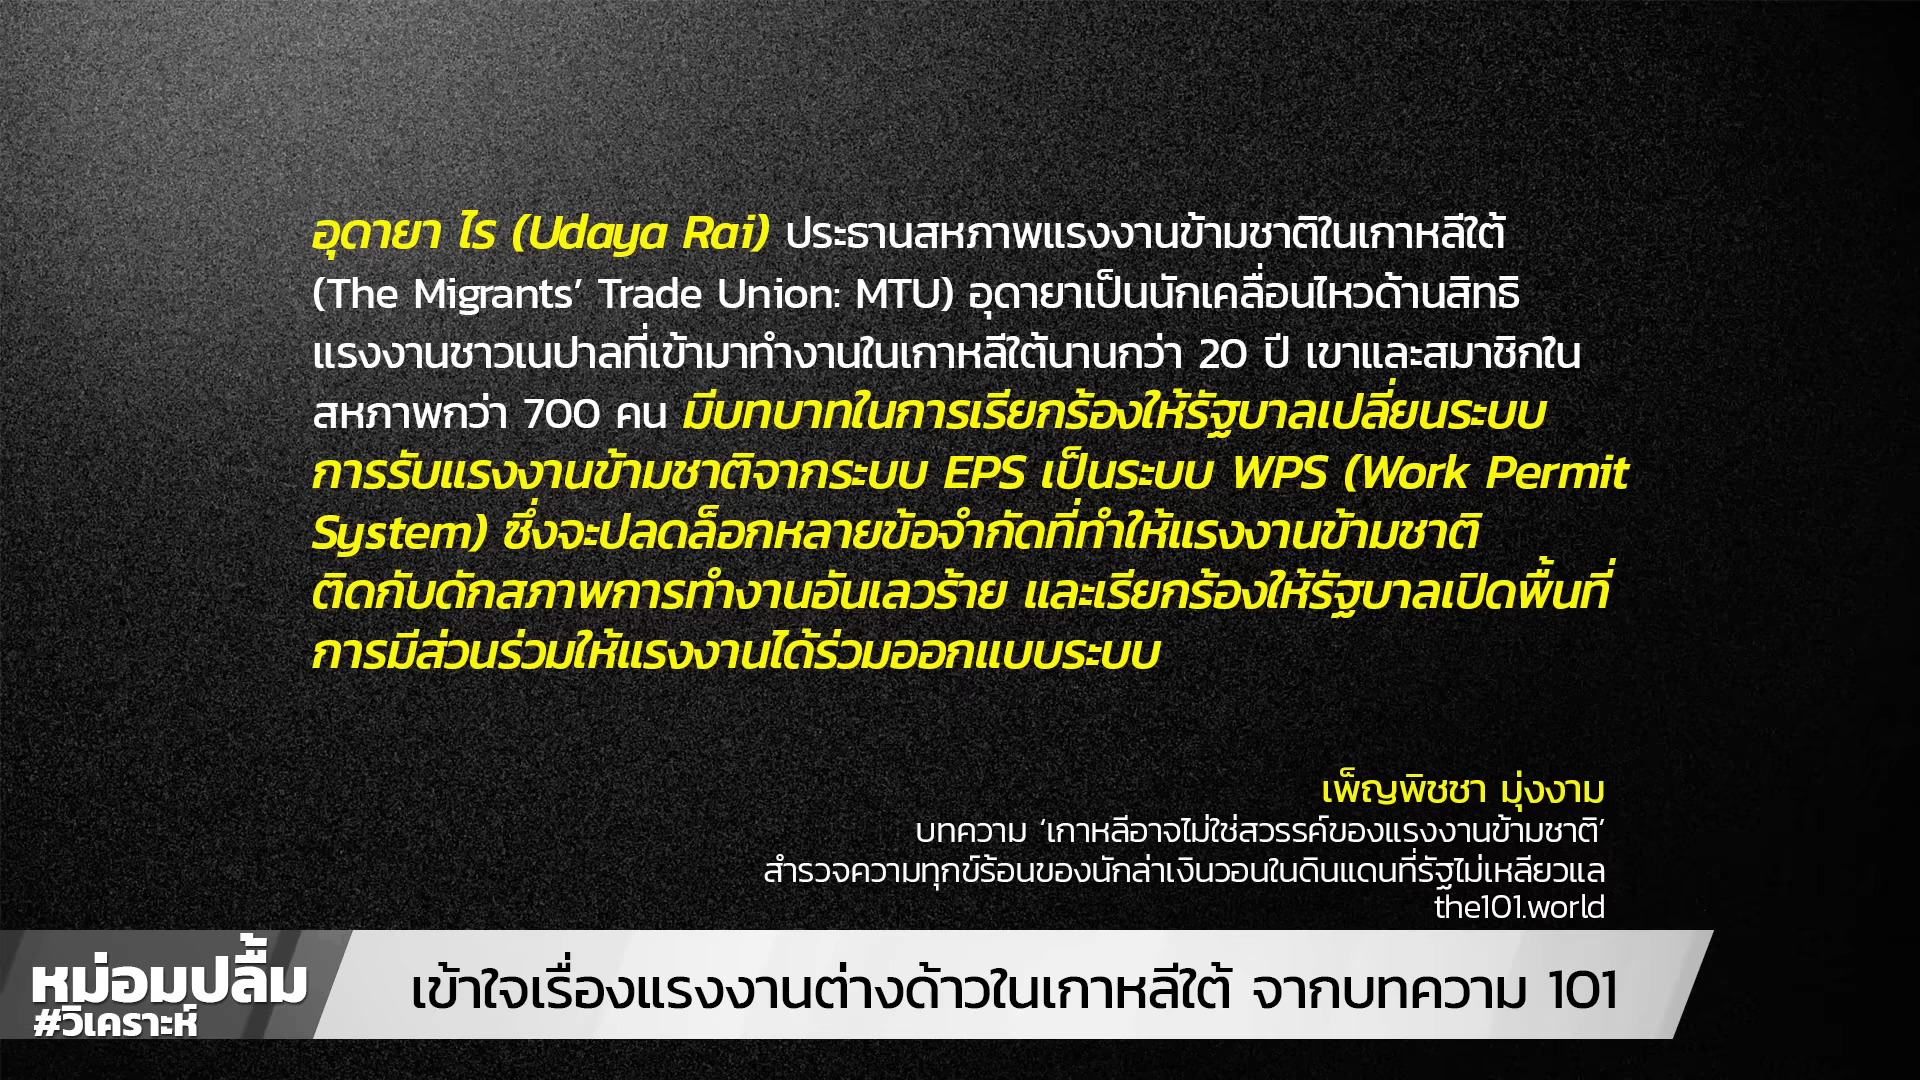 อุดายา ไร (Udaya Rai) ประธานสหภาพแรงงานข้ามชาติในเกาหลีใต้
(The Migrants’ Trade Union: MTU) อุดายาเป็นนักเคลื่อนไหวด้านสิทธิ
แรงงานชาวเนปาลที่เข้ามาทำงานในเกาหลีใต้นานกว่า 20 ปี เขาและสมาชิกใน
สหภาพกว่า 700 คน มีบทบาทในการเรียกร้องให้รัฐบาลเปลี่ยนระบบ
การรับแรงงานข้ามชาติจากระบบ EPS เป็นระบบ WPS (Work Permit
System) ซึ่งจะปลดล็อกหลายข้อจำกัดที่ทำให้แรงงานข้ามชาติ
ติดกับดักสภาพการทำงานอันเลวร้าย และเรียกร้องให้รัฐบาลเปิดพื้นที่
การมีส่วนร่วมให้แรงงานได้ร่วมออกแบบระบบ
เพ็ญพิชชา มุ่งงาม
บทความ ‘เกาหลีอาจไม่ใช่สวรรค์ของแรงงานข้ามชาติ’
สำรวจความทุกข์ร้อนของนักล่าเงินวอนในดินแดนที่รัฐไม่เหลียวแล
the101.world
หม่อมปลื้ม
#วิเคราะห์
เข้าใจเรื่องแรงงานต่างด้าวในเกาหลีใต้ จากบทความ 101